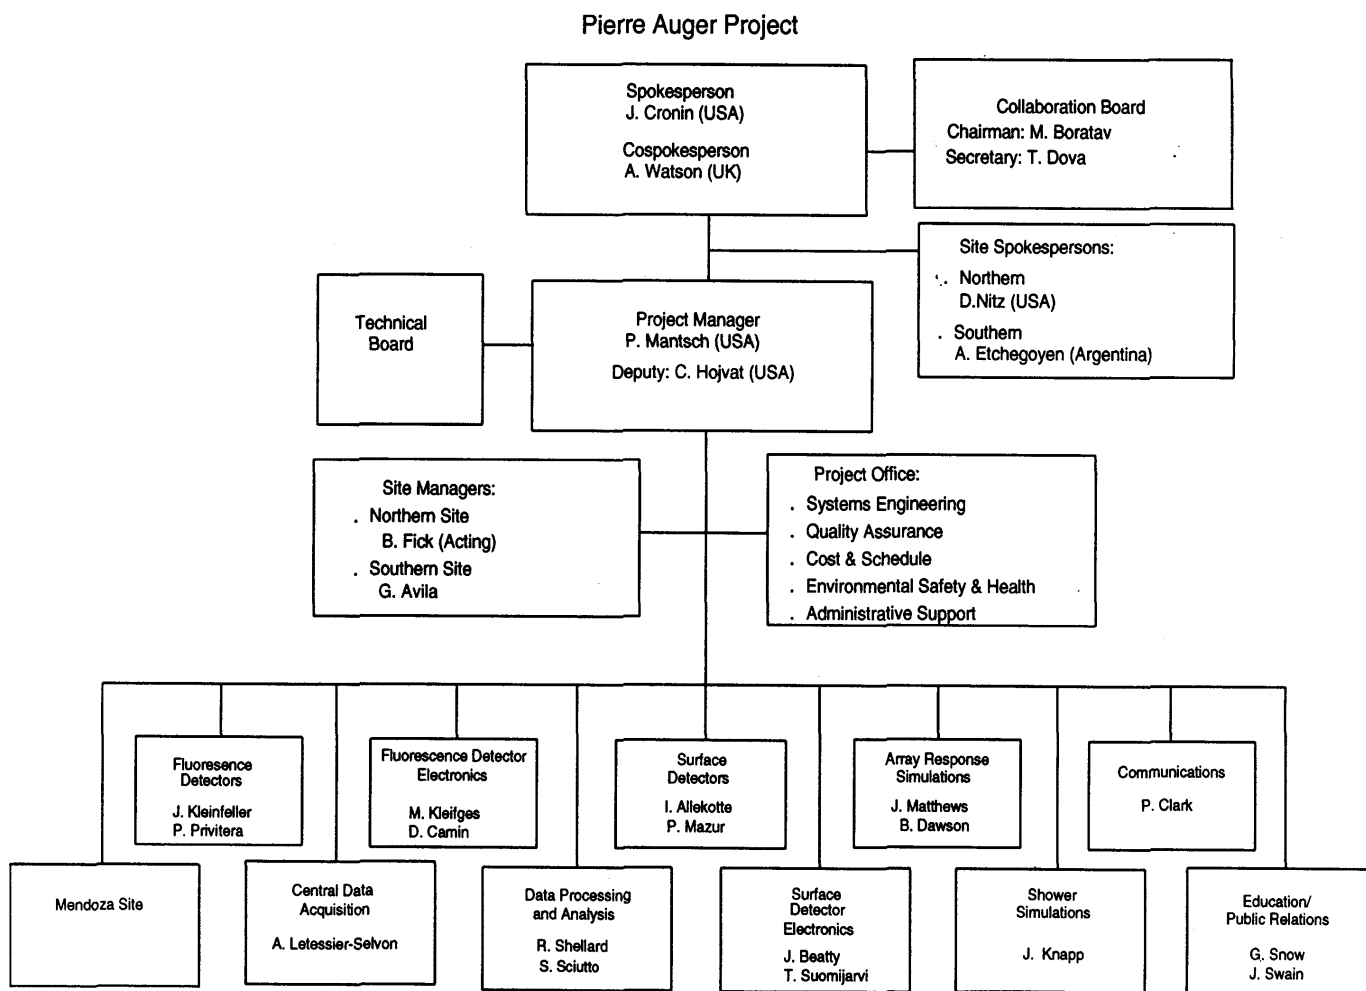 Pierre Auger Project
Spokesperson
J. Cronin (USA)
Cospokesperson
A. Watson (UK)
Collaboration Board
Chairman: M. Boratav
Secretary: T. Dova
Site Spokespersons:
. Northern
D.Nitz (USA)
. Southern
A. Etchegoyen (Argentina)
Technical
Board
Project Manager
P. Mantsch (USA)
Deputy: C. Hojvat (USA)
Site Managers:
. Northern Site
B. Fick (Acting)
. Southern Site
G. Avila
Project Office:
. Systems Engineering
. Quality Assurance
. Cost & Schedule
. Environmental Safety & Health
. Administrative Support
Fluoresence
Detectors
J. Kleinfeller
P. Privitera
Fluorescence Detector
Electronics
M. Kleifges
D. Camin
Surface
Detectors
I. Allekotte
P. Mazur
Array Response
Simulations
J. Matthews
B. Dawson
Communications
P. Clark
Mendoza Site
Central Data
Acquisition
A. Letessier-Selvon
Data Processing
and Analysis
R. Shellard
S. Sciutto
Surface
Detector
Electronics
J. Beatty
T. Suomijarvi
Shower
Simulations
J. Knapp
Education/
Public Relations
G. Snow
J. Swain